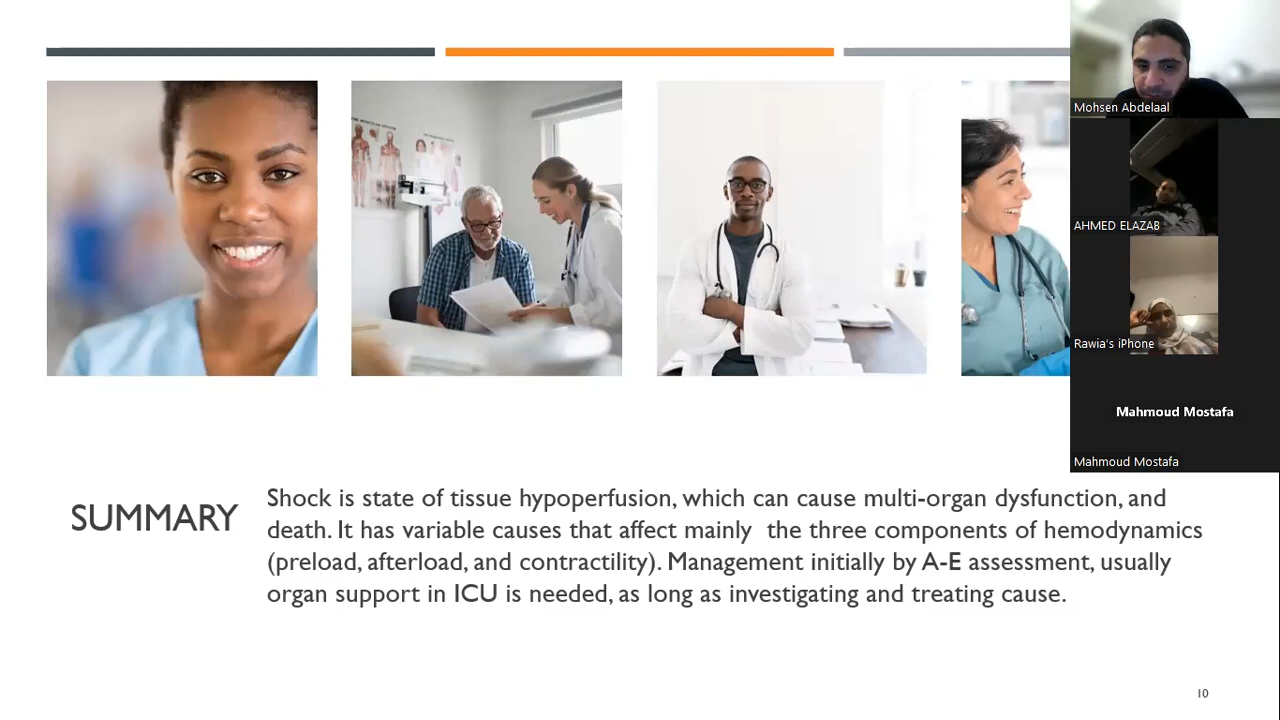 Mohsen Abdelaal
AHMED ELAZAB
Rawia's iPhone
Mahmoud Mostafa
Mahmoud Mostafa
SUMMARY
Shock is state of tissue hypoperfusion, which can cause multi-organ dysfunction, and
death. It has variable causes that affect mainly  the three components of hemodynamics
(preload, afterload, and contractility). Management initially by A-E assessment, usually
organ support in ICU is needed, as long as investigating and treating cause.
10